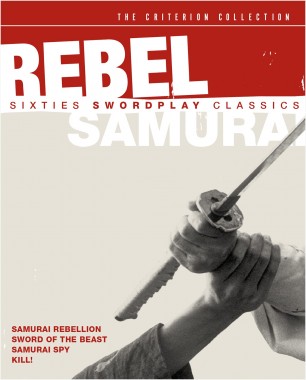 THE CRITERION COLLECTION
REBEL
SIXTIES SWORDPLAY CLASSICS
SAMURAI
SAMURAI REBELLION
SWORD OF THE BEAST
SAMURAI SPY
KILL!